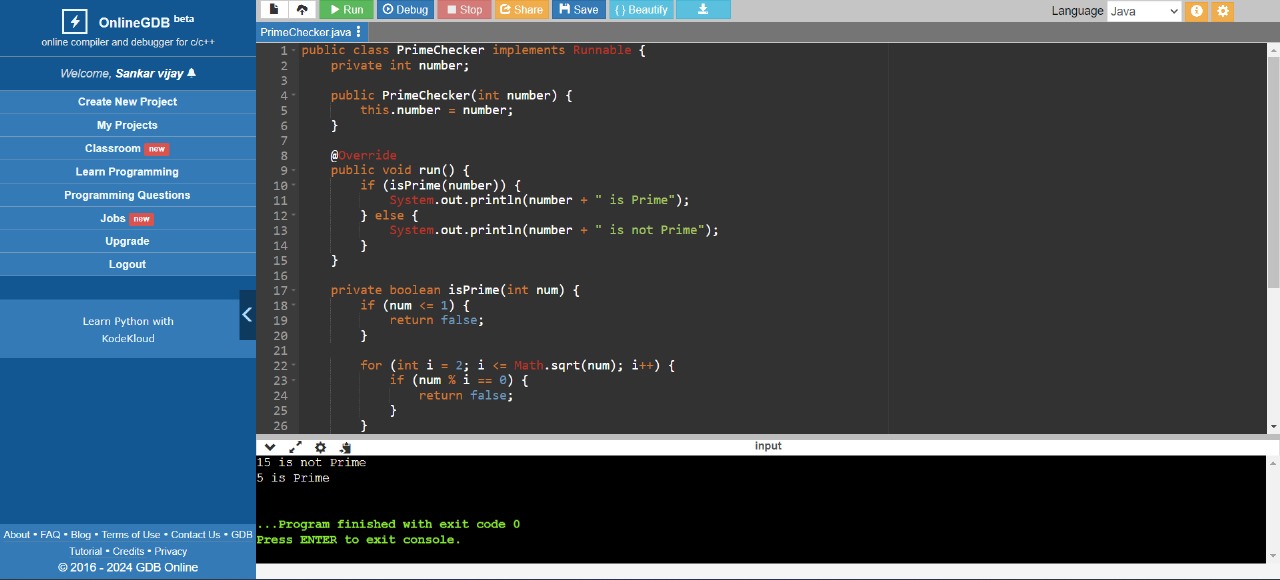 OnlineGDB beta
online compiler and debugger for c/c++
Welcome, Sankar vijay
Create New Project
My Projects
Classroom new
Learn Programming
Programming Questions
Jobs new
Upgrade
Logout
Learn Python with
KodeKloud
About • FAQ • Blog • Terms of Use • Contact Us • GDB
Tutorial • Credits • Privacy
© 2016 - 2024 GDB Online
Run Debug Stop Share Save { } Beautify Language Java
PrimeChecker.java
1 public class PrimeChecker implements Runnable {
2     private int number;
3
4     public PrimeChecker(int number) {
5         this.number = number;
6     }
7
8     @Override
9     public void run() {
10         if (isPrime(number)) {
11             System.out.println(number + " is Prime");
12         } else {
13             System.out.println(number + " is not Prime");
14         }
15     }
16
17     private boolean isPrime(int num) {
18         if (num <= 1) {
19             return false;
20         }
21
22         for (int i = 2; i <= Math.sqrt(num); i++) {
23             if (num % i == 0) {
24                 return false;
25             }
26         }
input
15 is not Prime
5 is Prime
...Program finished with exit code 0
Press ENTER to exit console.